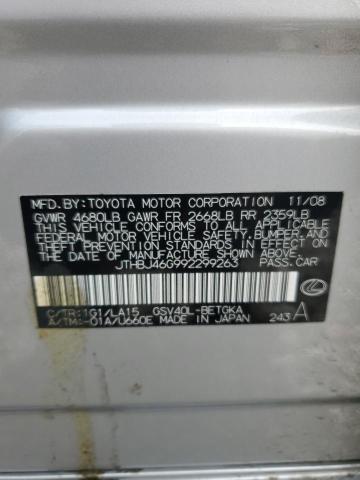 MFD.BY:TOYOTA MOTOR CORPORATION 11/08
GVWR 4680LB GAWR FR 2668LB RR 2359LB
THIS VEHICLE CONFORMS TO ALL APPLICABLE
FEDERAL MOTOR VEHICLE SAFETY,BUMPER,AND
THEFT PREVENTION STANDARDS IN EFFECT ON
THE DATE OF MANUFACTURE SHOWN ABOVE.
JTHBJ46G992299263 PASS.CAR
C/TR:1G1/LA15 GSV40L-BETGKA
A/TM:-01A/U660E MADE IN JAPAN 243 A